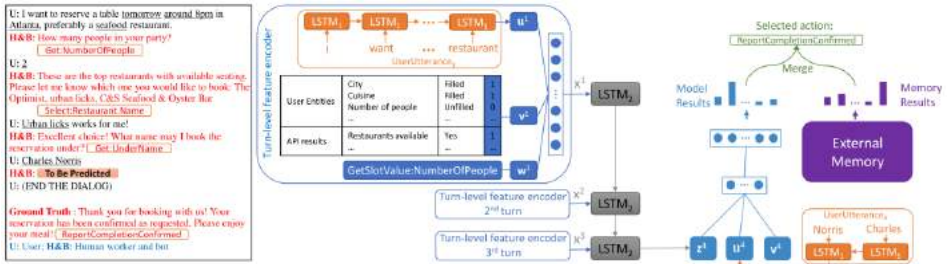 U: I want to reserve a table tomorrow around 8pm in
Atlanta, preferably a seafood restaurant.
H&B: How many people in your party?
Get:NumberOfPeople
U: 2
H&B: These are the top restaurants with available seating.
Please let me know which one you would like to book: The
Optimist, urban licks, C&S Seafood & Oyster Bar
Select:Restaurant.Name
U: Urban licks works for me!
H&B: Excellent choice! What name may I book the
reservation under? Get:UnderName
U: Charles Norris
H&B: To Be Predicted
U: (END THE DIALOG)
Ground Truth : Thank you for booking with us! Your
reservation has been confirmed as requested. Please enjoy
your meal! ReportCompletionConfirmed
U: User; H&B: Human worker and bot
Turn-level feature encoder
LSTM1 LSTM1 ... LSTM1
I want ... restaurant
UserUtterance1
u¹
User Entities
City Filled 1
Cuisine Filled 1
Number of people Unfilled 0
...
API results
Restaurants available Yes 1
... ...
v¹
GetSlotValue:NumberOfPeople
w¹
X¹
LSTM2
Turn-level feature encoder
2nd turn
X²
LSTM2
Turn-level feature encoder
3rd turn
X³
LSTM2
Selected action:
ReportCompletionConfirmed
Merge
Model
Results
Memory
Results
External
Memory
z⁴ U⁴ v⁴
UserUtterance4
Norris Charles
LSTM1 LSTM1